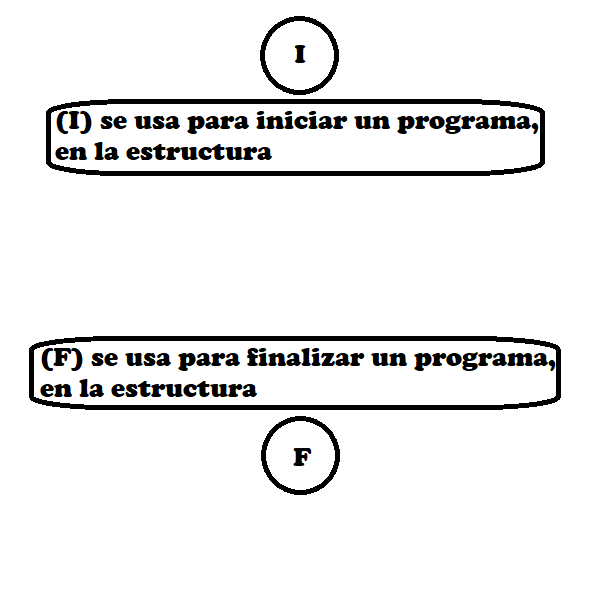 I
(I) se usa para iniciar un programa,
en la estructura
(F) se usa para finalizar un programa,
en la estructura
F